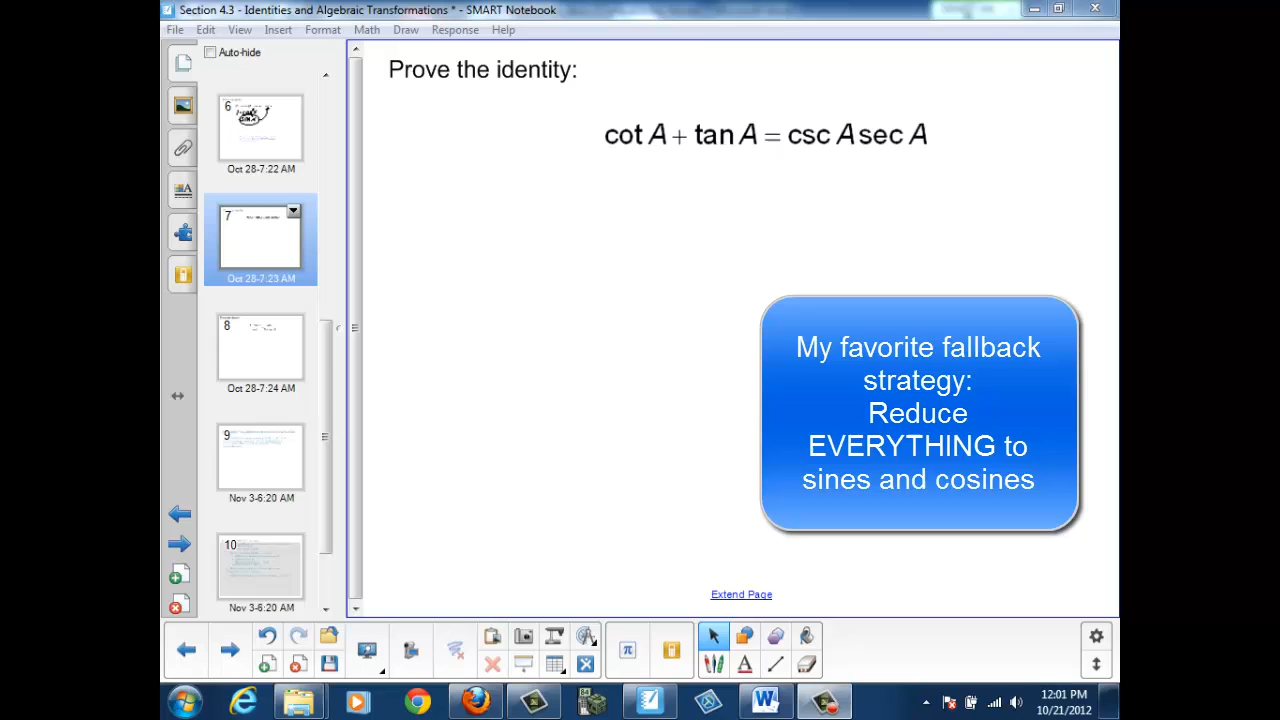 Section 4.3 - Identities and Algebraic Transformations * - SMART Notebook
File Edit View Insert Format Math Draw Response Help
Auto-hide
Prove the identity:
cot A + tan A = csc A sec A
6
Oct 28-7:22 AM
7
Oct 28-7:23 AM
8
Oct 28-7:24 AM
9
Nov 3-6:20 AM
10
Nov 3-6:20 AM
My favorite fallback
strategy:
Reduce
EVERYTHING to
sines and cosines
Extend Page
π
A
12:01 PM
10/21/2012